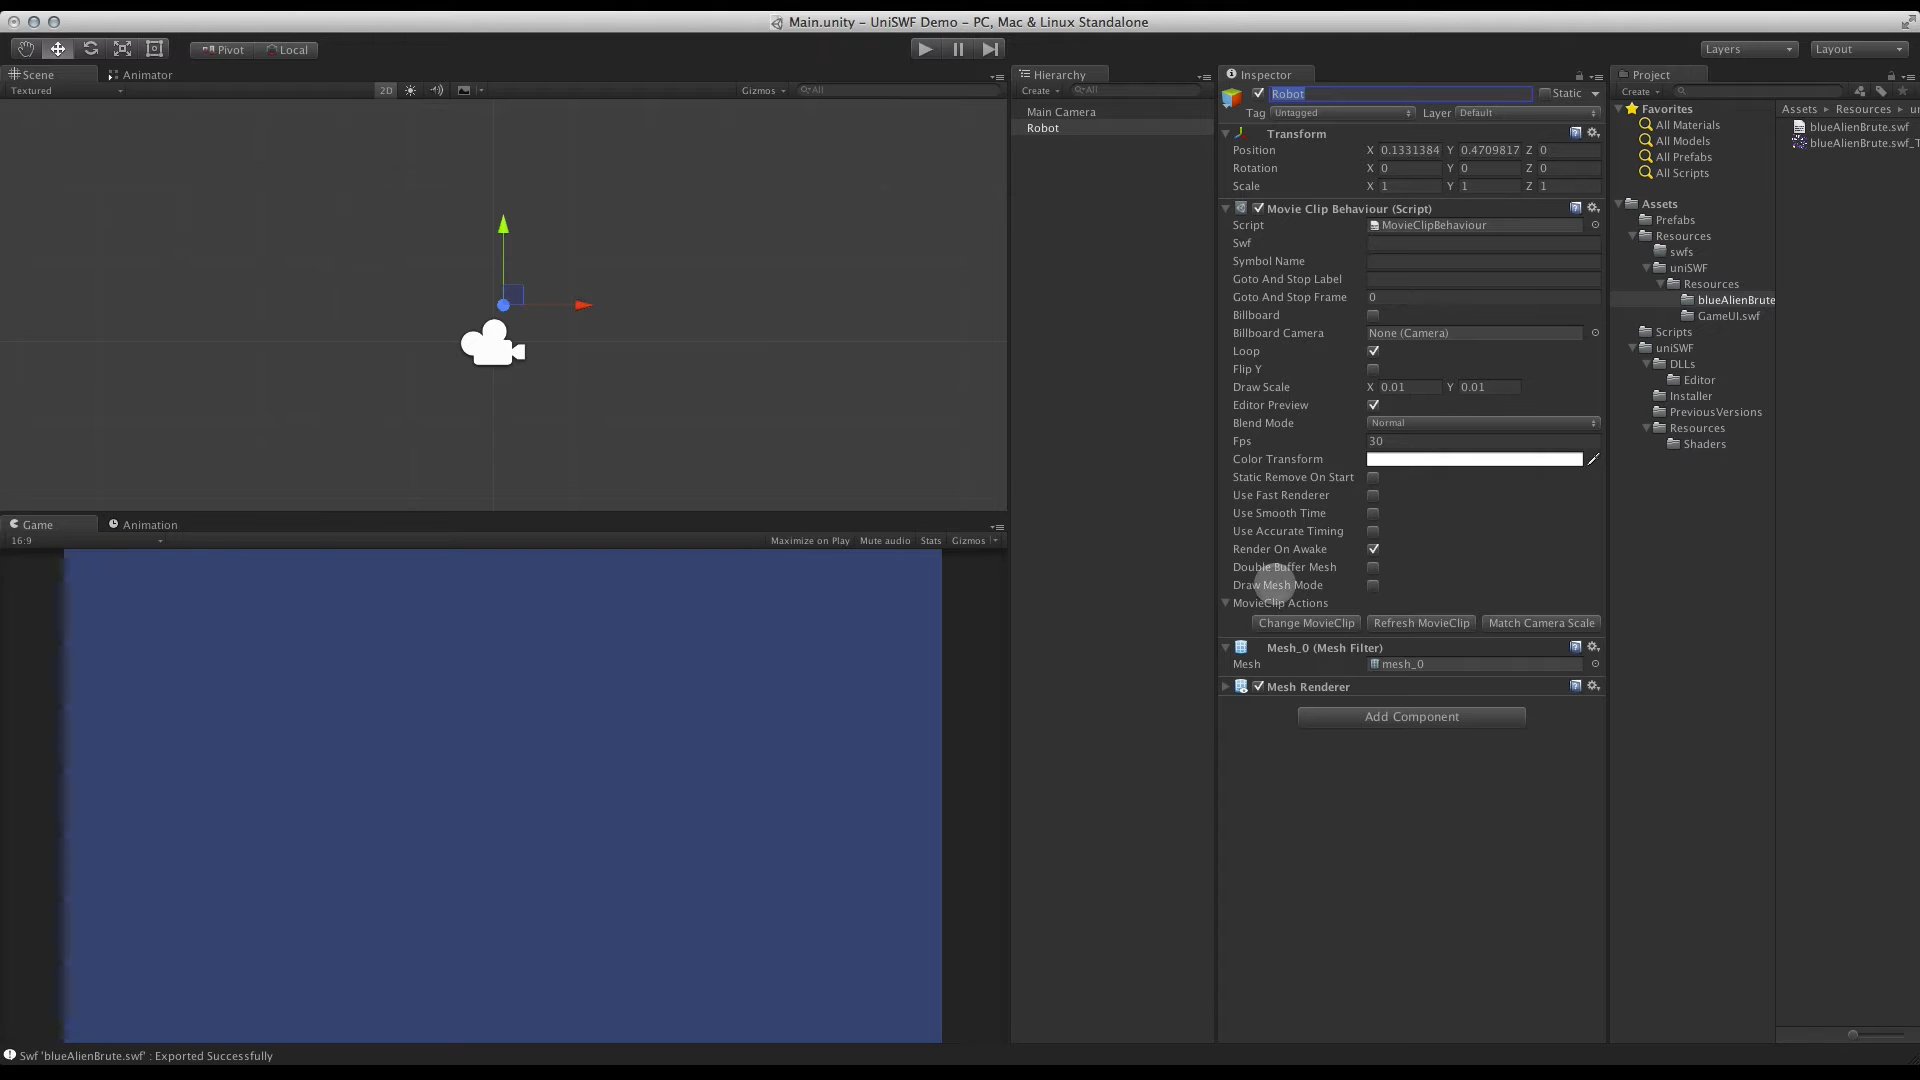 Main.unity – UniSWF Demo – PC, Mac & Linux Standalone
Pivot Local
Layers Layout
Scene Animator
Textured 2D Gizmos All
Hierarchy
Create All
Main Camera
Robot
Inspector
Robot Static
Tag Untagged Layer Default
Transform
Position X 0.1331384 Y 0.4709817 Z 0
Rotation X 0 Y 0 Z 0
Scale X 1 Y 1 Z 1
Movie Clip Behaviour (Script)
Script MovieClipBehaviour
Swf
Symbol Name
Goto And Stop Label
Goto And Stop Frame 0
Billboard
Billboard Camera None (Camera)
Loop
Flip Y
Draw Scale X 0.01 Y 0.01
Editor Preview
Blend Mode Normal
Fps 30
Color Transform
Static Remove On Start
Use Fast Renderer
Use Smooth Time
Use Accurate Timing
Render On Awake
Double Buffer Mesh
Draw Mesh Mode
MovieClip Actions
Change MovieClip Refresh MovieClip Match Camera Scale
Mesh_0 (Mesh Filter)
Mesh mesh_0
Mesh Renderer
Add Component
Project
Create
Favorites
All Materials
All Models
All Prefabs
All Scripts
Assets
Prefabs
Resources
swfs
uniSWF
Resources
blueAlienBrute
GameUI.swf
Scripts
uniSWF
DLLs
Editor
Installer
PreviousVersions
Resources
Shaders
Assets Resources
blueAlienBrute.swf
blueAlienBrute.swf_T
Game Animation
16:9 Maximize on Play Mute audio Stats Gizmos
Swf 'blueAlienBrute.swf' : Exported Successfully